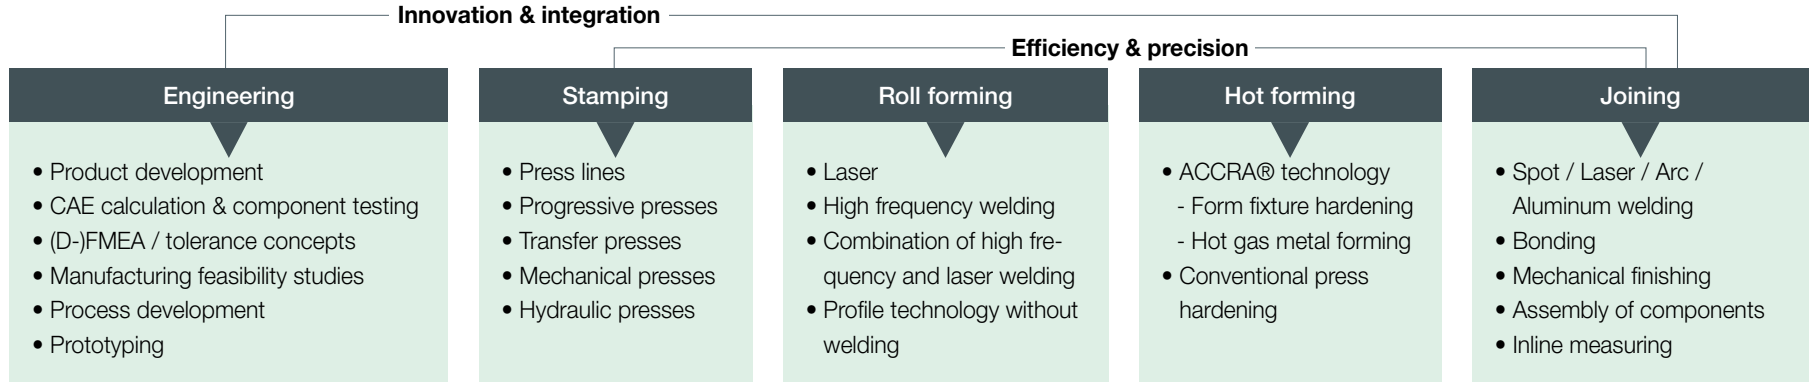 Innovation & integration
Efficiency & precision
Engineering
• Product development
• CAE calculation & component testing
• (D-)FMEA / tolerance concepts
• Manufacturing feasibility studies
• Process development
• Prototyping
Stamping
• Press lines
• Progressive presses
• Transfer presses
• Mechanical presses
• Hydraulic presses
Roll forming
• Laser
• High frequency welding
• Combination of high fre-
quency and laser welding
• Profile technology without
welding
Hot forming
• ACCRA® technology
- Form fixture hardening
- Hot gas metal forming
• Conventional press
hardening
Joining
• Spot / Laser / Arc /
Aluminum welding
• Bonding
• Mechanical finishing
• Assembly of components
• Inline measuring